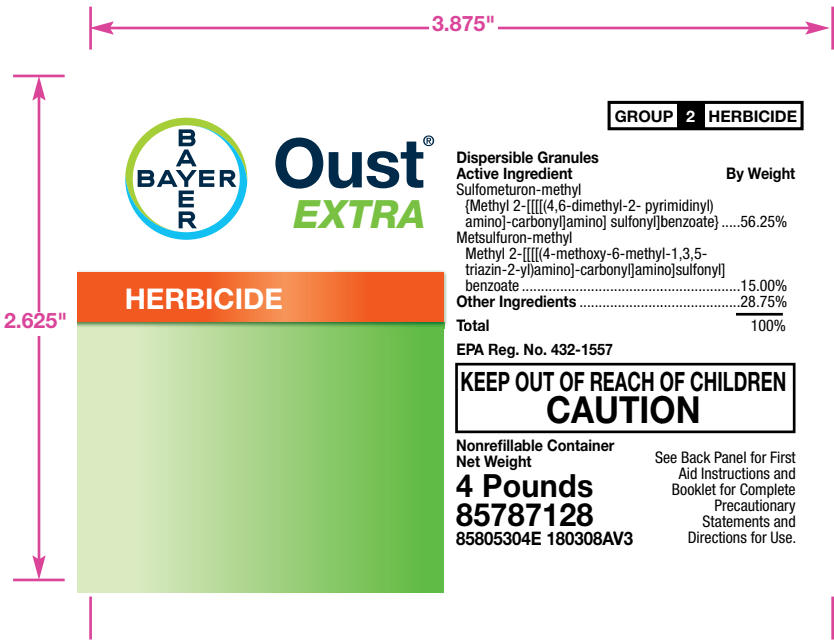 3.875"
2.625"
BAYER
BAYER
Oust®
EXTRA
HERBICIDE
GROUP 2 HERBICIDE
Dispersible Granules
Active Ingredient By Weight
Sulfometuron-methyl
{Methyl 2-[[[[(4,6-dimethyl-2- pyrimidinyl)
amino]-carbonyl]amino] sulfonyl]benzoate} .....56.25%
Metsulfuron-methyl
Methyl 2-[[[[(4-methoxy-6-methyl-1,3,5-
triazin-2-yl)amino]-carbonyl]amino]sulfonyl]
benzoate ......................................................15.00%
Other Ingredients ........................................28.75%
Total 100%
EPA Reg. No. 432-1557
KEEP OUT OF REACH OF CHILDREN
CAUTION
Nonrefillable Container
Net Weight
4 Pounds
85787128
85805304E 180308AV3
See Back Panel for First
Aid Instructions and
Booklet for Complete
Precautionary
Statements and
Directions for Use.